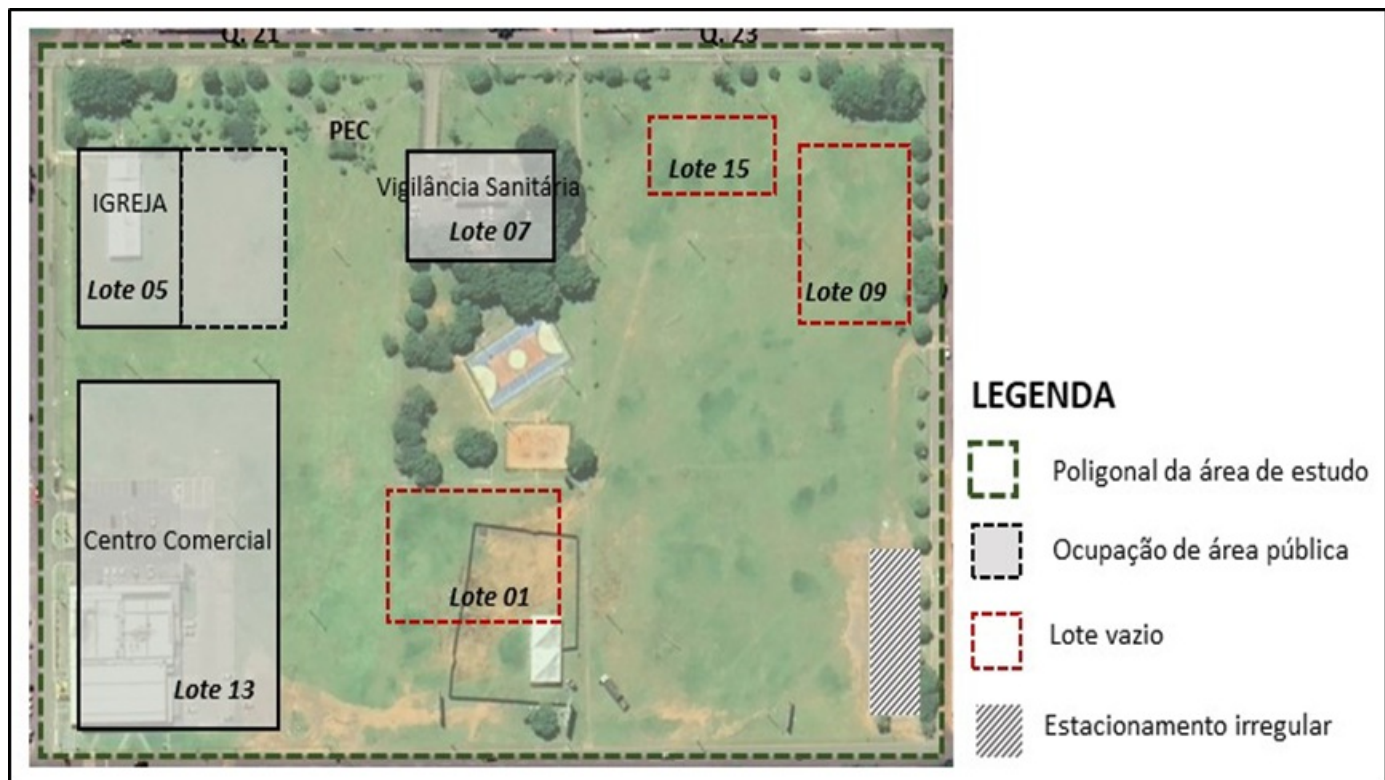 Q. 21
Q. 23
PEC
IGREJA
Lote 05
Vigilância Sanitária
Lote 07
Lote 15
Lote 09
Centro Comercial
Lote 13
Lote 01
LEGENDA
Poligonal da área de estudo
Ocupação de área pública
Lote vazio
Estacionamento irregular